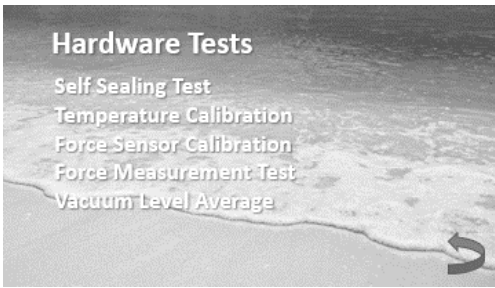 Hardware Tests
Self Sealing Test
Temperature Calibration
Force Sensor Calibration
Force Measurement Test
Vacuum Level Average